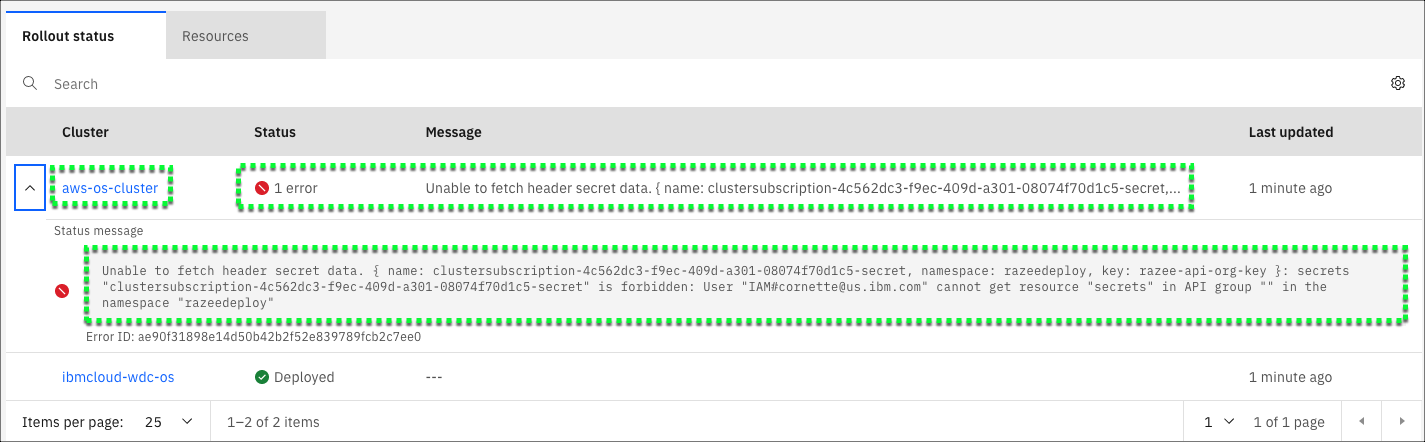 Rollout status
Resources
Search
Cluster Status Message Last updated
aws-os-cluster 1 error Unable to fetch header secret data. { name: clustersubscription-4c562dc3-f9ec-409d-a301-08074f70d1c5-secret,... 1 minute ago
Status message
Unable to fetch header secret data. { name: clustersubscription-4c562dc3-f9ec-409d-a301-08074f70d1c5-secret, namespace: razeedeploy, key: razee-api-org-key }: secrets
"clustersubscription-4c562dc3-f9ec-409d-a301-08074f70d1c5-secret" is forbidden: User "IAM#cornette@us.ibm.com" cannot get resource "secrets" in API group "" in the
namespace "razeedeploy"
Error ID: ae90f31898e14d50b42b2f52e839789fcb2c7ee0
ibmcloud-wdc-os Deployed --- 1 minute ago
Items per page: 25 1–2 of 2 items 1 1 of 1 page